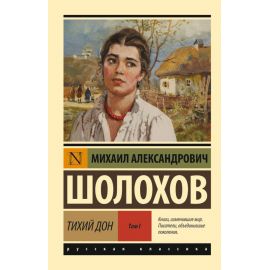 N
МИХАИЛ АЛЕКСАНДРОВИЧ
ШОЛОХОВ
ТИХИЙ ДОН
Том I
Книги, изменившие мир.
Писатели, объединившие
поколения.
русская классика